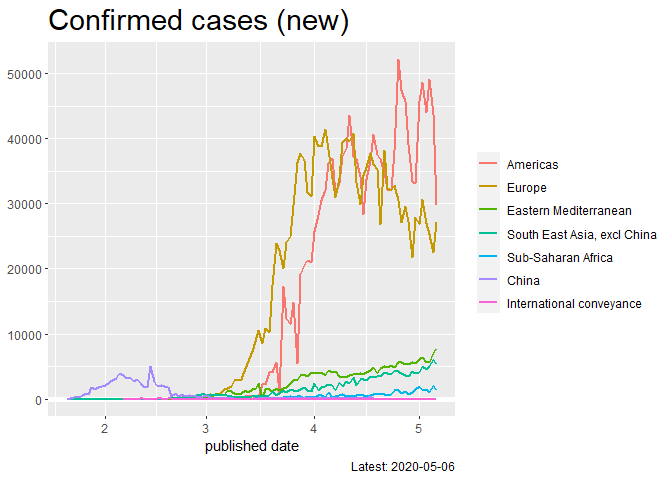 Confirmed cases (new)
50000
40000
30000
20000
10000
0
2
3
4
5
published date
Americas
Europe
Eastern Mediterranean
South East Asia, excl China
Sub-Saharan Africa
China
International conveyance
Latest: 2020-05-06